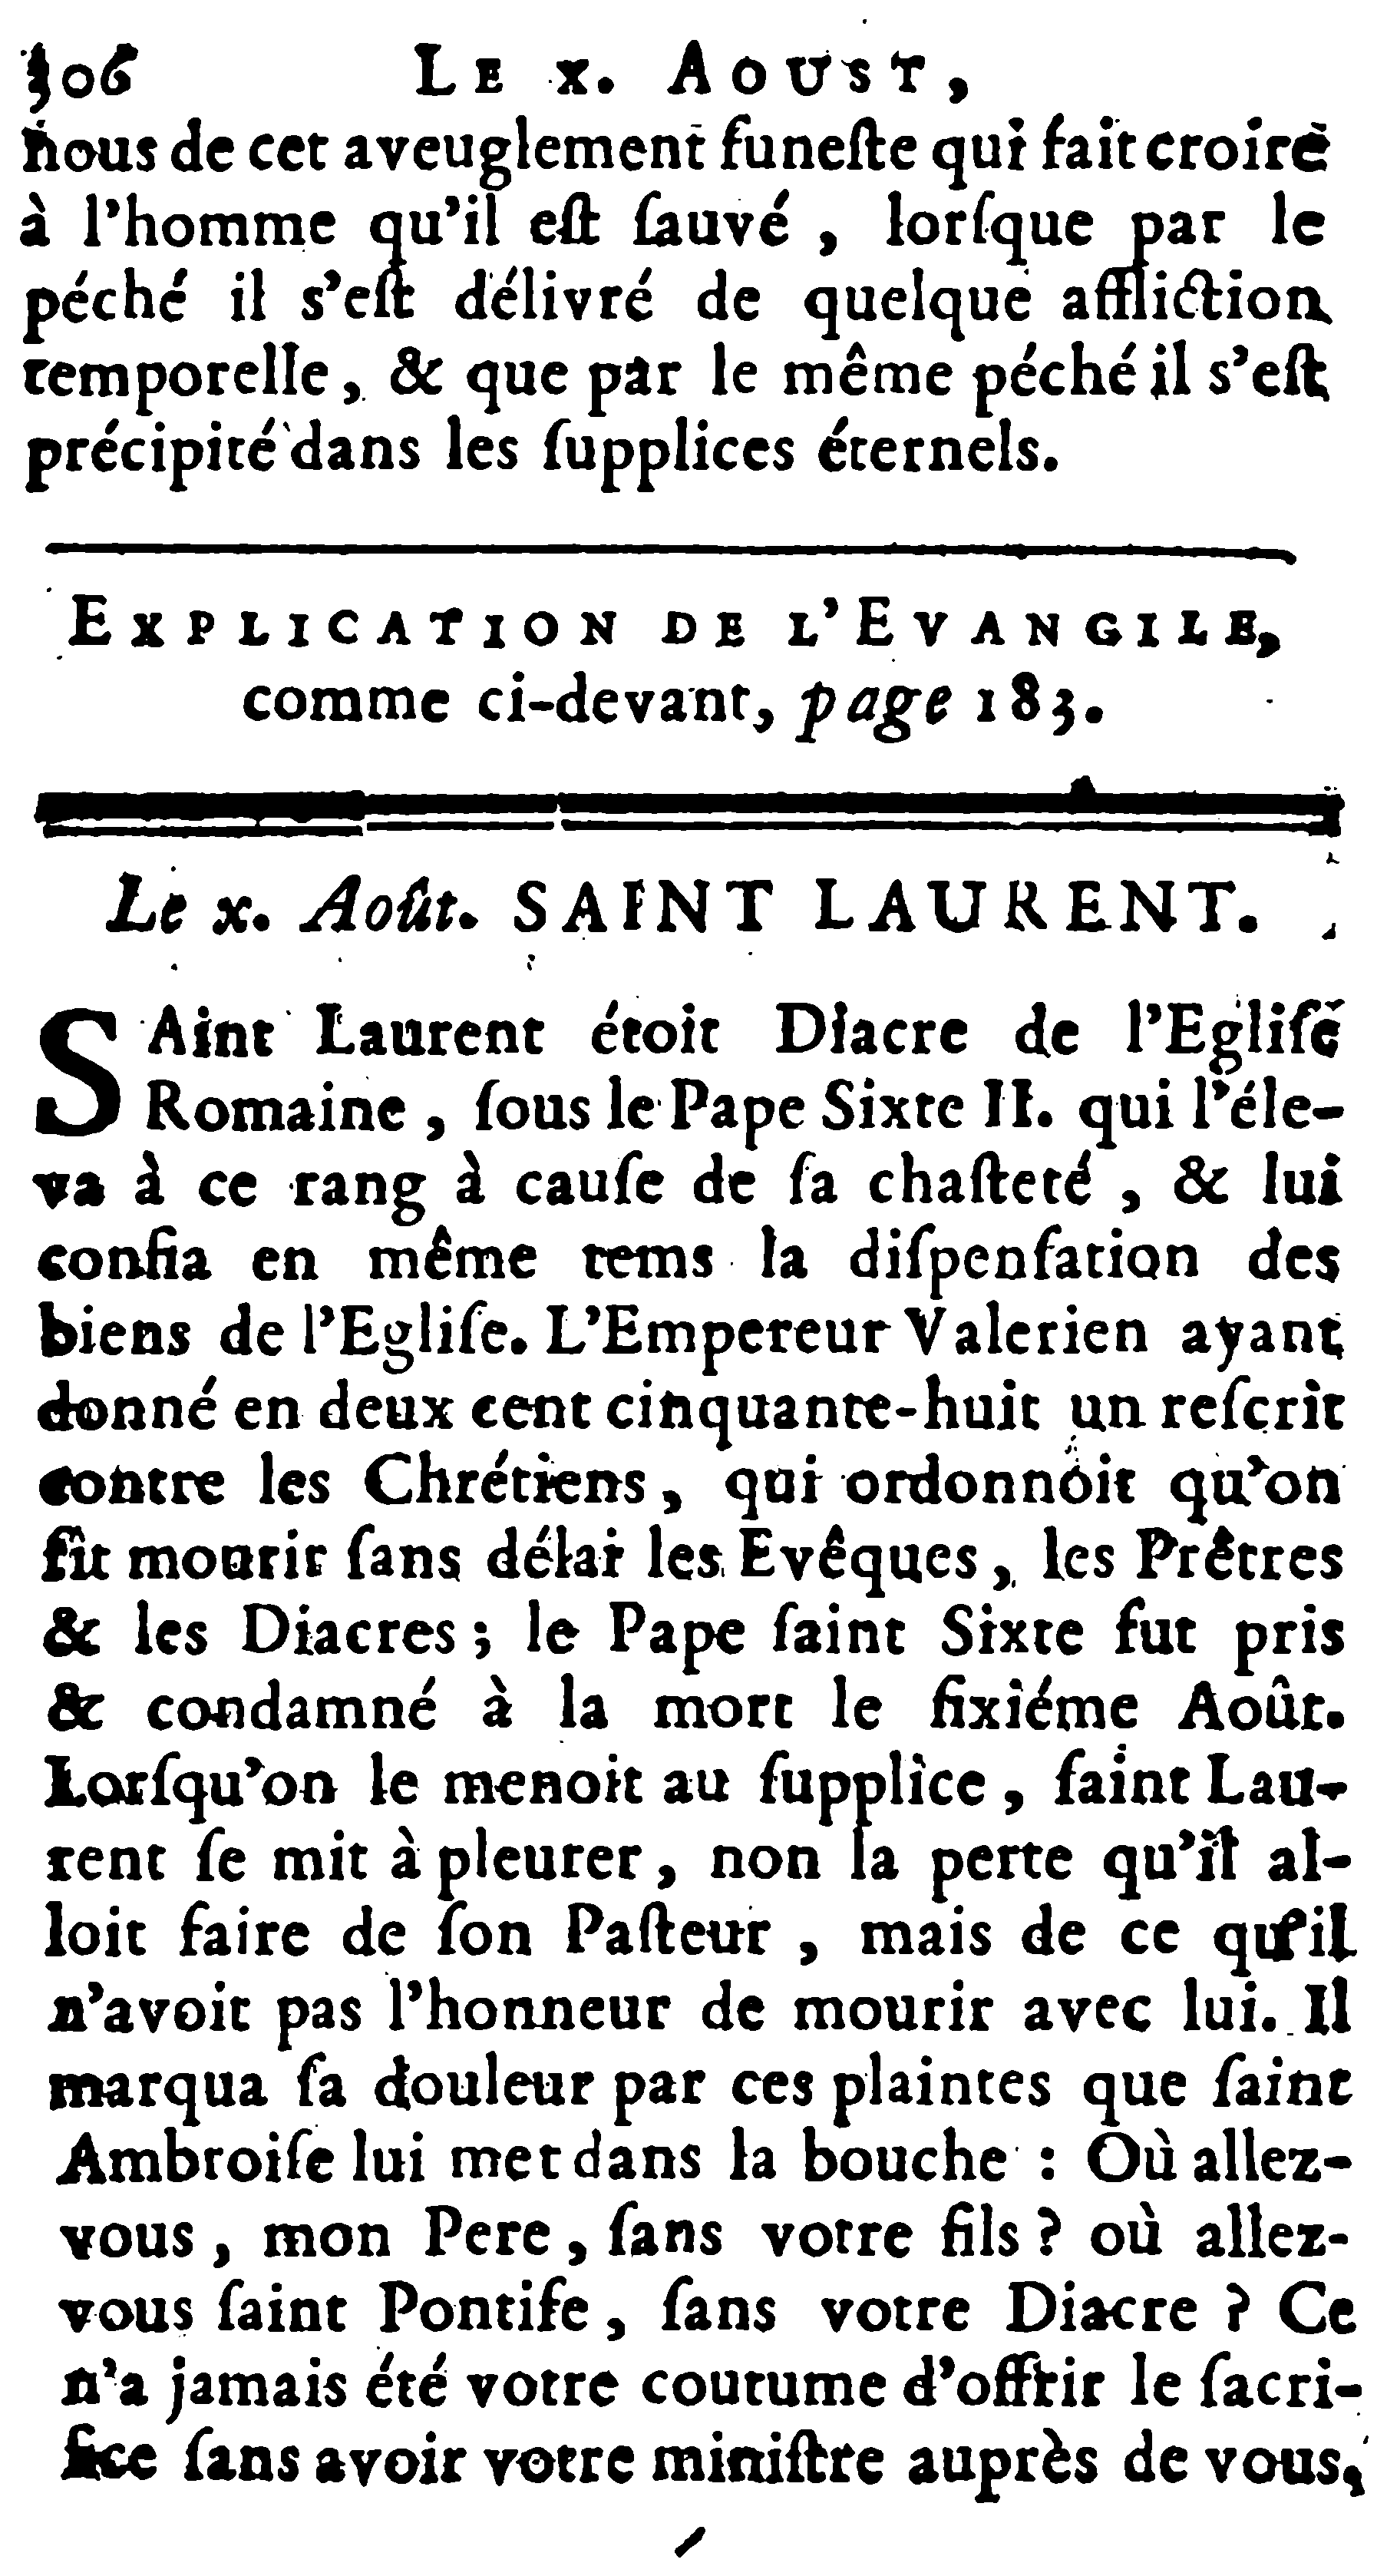 306 LE X. AOUST,
nous de cet aveuglement funeſte qui fait croire
à l'homme qu'il eſt ſauvé , lorſque par le
péché il s'eſt délivré de quelque affliction
temporelle, & que par le même péché il s'eſt
précipité dans les ſupplices éternels.
EXPLICATION DE L'EVANGILE,
comme ci-devant, page 183.
Le x. Août. SAINT LAURENT.
SAint Laurent étoit Diacre de l'Egliſe
Romaine , ſous le Pape Sixte II. qui l'éle-
va à ce rang à cauſe de ſa chaſteté , & lui
confia en même tems la diſpenſation des
biens de l'Egliſe. L'Empereur Valerien ayant
donné en deux cent cinquante-huit un reſcrit
contre les Chrétiens, qui ordonnoit qu'on
fît mourir ſans délai les Evêques, les Prêtres
& les Diacres ; le Pape ſaint Sixte fut pris
& condamné à la mort le ſixiéme Août.
Lorſqu'on le menoit au ſupplice , ſaint Lau-
rent ſe mit à pleurer, non la perte qu'il al-
loit faire de ſon Paſteur , mais de ce qu'il
n'avoit pas l'honneur de mourir avec lui. Il
marqua ſa douleur par ces plaintes que ſaint
Ambroiſe lui met dans la bouche : Où allez-
vous , mon Pere, ſans votre fils ? où allez-
vous ſaint Pontife, ſans votre Diacre ? Ce
n'a jamais été votre coutume d'offrir le ſacri-
fice ſans avoir votre miniſtre auprès de vous,